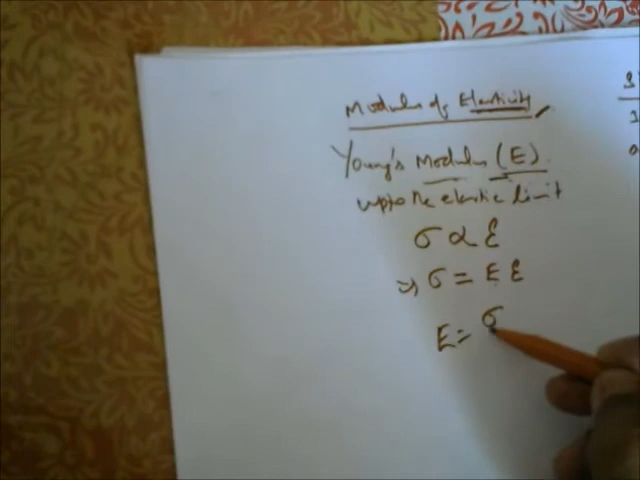 Modulus of Elasticity
Young's Modulus (E).
upto the elastic limit
σ ∝ ε
⇒ σ = E ε
E = σ